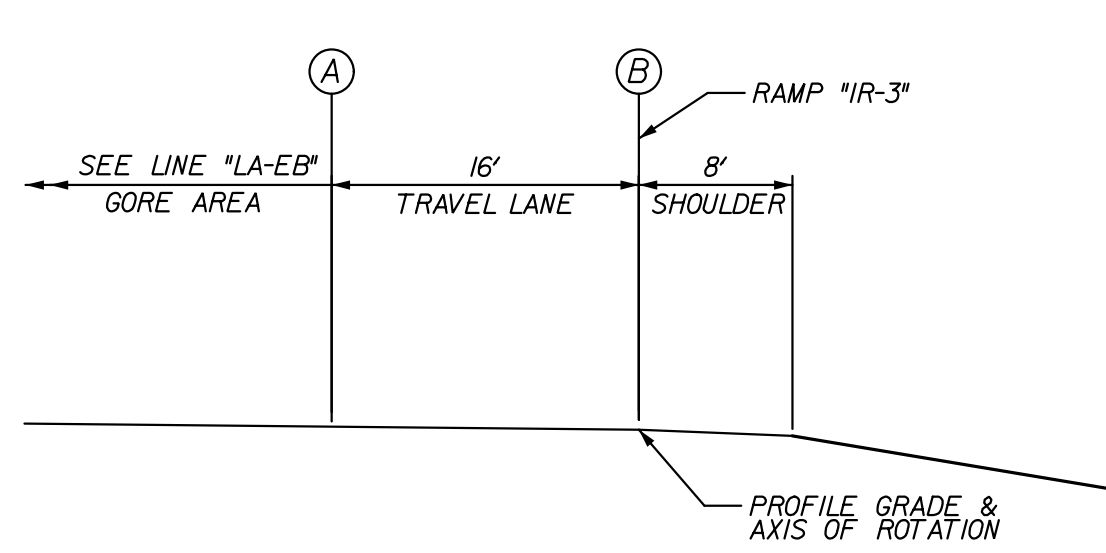 A
B
RAMP "IR-3"
SEE LINE "LA-EB"
GORE AREA
16'
TRAVEL LANE
8'
SHOULDER
PROFILE GRADE &
AXIS OF ROTATION